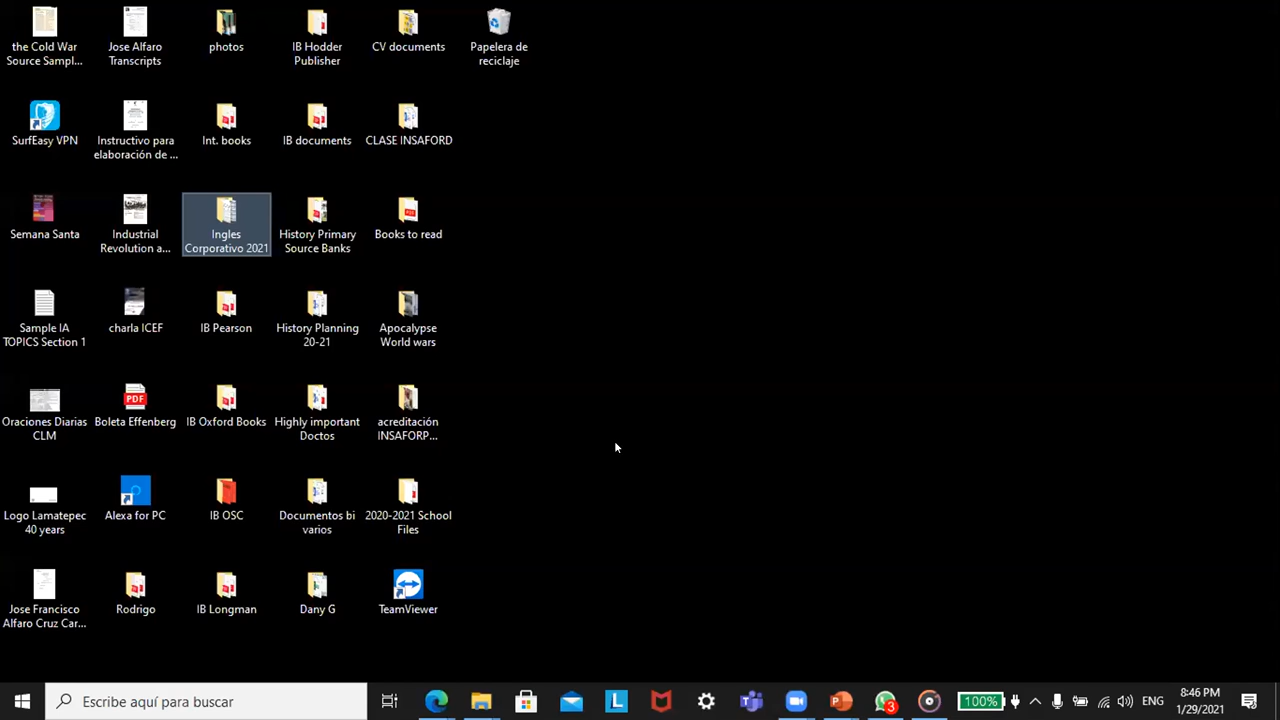 the Cold War
Source Sampl...
Jose Alfaro
Transcripts
photos
IB Hodder
Publisher
CV documents
Papelera de
reciclaje
SurfEasy VPN
Instructivo para
elaboración de ...
Int. books
IB documents
CLASE INSAFORD
Semana Santa
Industrial
Revolution a...
Ingles
Corporativo 2021
History Primary
Source Banks
Books to read
Sample IA
TOPICS Section 1
charla ICEF
IB Pearson
History Planning
20-21
Apocalypse
World wars
Oraciones Diarias
CLM
PDF
Boleta Effenberg
IB Oxford Books
Highly important
Doctos
acreditación
INSAFORP...
Logo Lamatepec
40 years
Alexa for PC
IB OSC
Documentos bi
varios
2020-2021 School
Files
Jose Francisco
Alfaro Cruz Car...
Rodrigo
IB Longman
Dany G
TeamViewer
Escribe aquí para buscar
L
3
100%
ENG
8:46 PM
1/29/2021